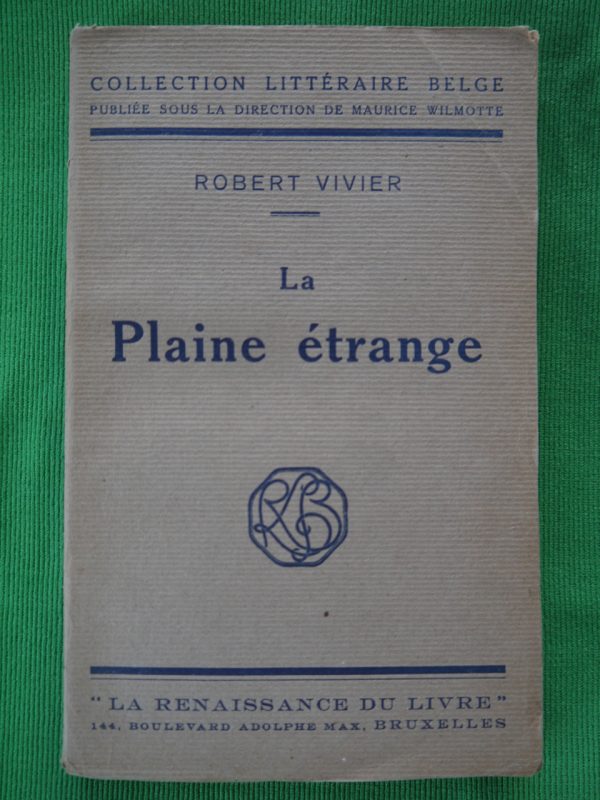 COLLECTION LITTÉRAIRE BELGE
PUBLIÉE SOUS LA DIRECTION DE MAURICE WILMOTTE
ROBERT VIVIER
La
Plaine étrange
"LA RENAISSANCE DU LIVRE"
144, BOULEVARD ADOLPHE MAX, BRUXELLES